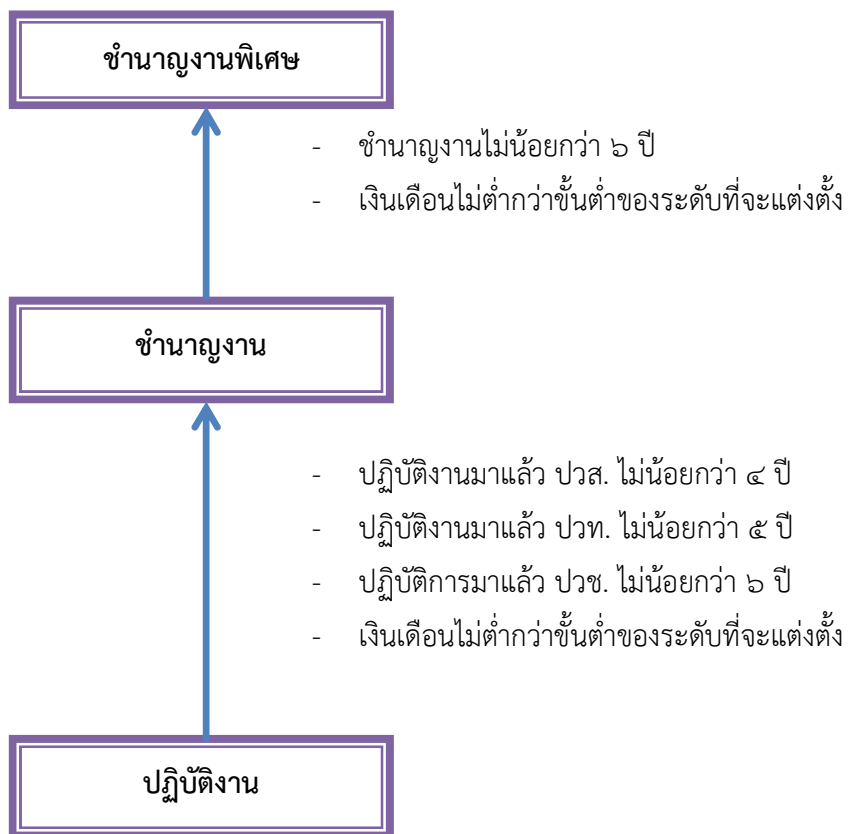 ชำนาญงานพิเศษ
- ชำนาญงานไม่น้อยกว่า ๖ ปี
- เงินเดือนไม่ต่ำกว่าขั้นต่ำของระดับที่จะแต่งตั้ง
ชำนาญงาน
- ปฏิบัติงานมาแล้ว ปวส. ไม่น้อยกว่า ๔ ปี
- ปฏิบัติงานมาแล้ว ปวท. ไม่น้อยกว่า ๕ ปี
- ปฏิบัติการมาแล้ว ปวช. ไม่น้อยกว่า ๖ ปี
- เงินเดือนไม่ต่ำกว่าขั้นต่ำของระดับที่จะแต่งตั้ง
ปฏิบัติงาน